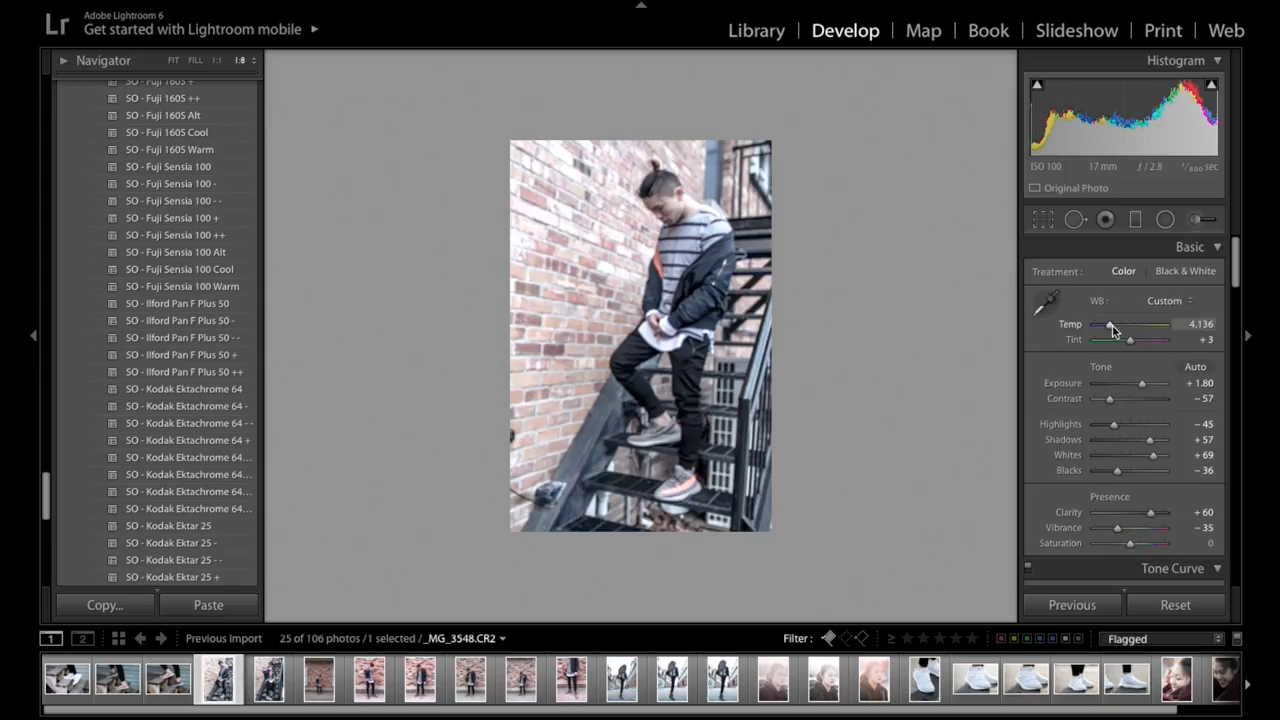 Lr
Adobe Lightroom 6
Get started with Lightroom mobile
Library
Develop
Map
Book
Slideshow
Print
Web
Navigator FIT FILL 1:1 1:8
SO - Fuji 160S +
SO - Fuji 160S ++
SO - Fuji 160S Alt
SO - Fuji 160S Cool
SO - Fuji 160S Warm
SO - Fuji Sensia 100
SO - Fuji Sensia 100 -
SO - Fuji Sensia 100 - -
SO - Fuji Sensia 100 +
SO - Fuji Sensia 100 ++
SO - Fuji Sensia 100 Alt
SO - Fuji Sensia 100 Cool
SO - Fuji Sensia 100 Warm
SO - Ilford Pan F Plus 50
SO - Ilford Pan F Plus 50 -
SO - Ilford Pan F Plus 50 - -
SO - Ilford Pan F Plus 50 +
SO - Ilford Pan F Plus 50 ++
SO - Kodak Ektachrome 64
SO - Kodak Ektachrome 64 -
SO - Kodak Ektachrome 64 - -
SO - Kodak Ektachrome 64 +
SO - Kodak Ektachrome 64...
SO - Kodak Ektachrome 64...
SO - Kodak Ektachrome 64...
SO - Kodak Ektachrome 64...
SO - Kodak Ektar 25
SO - Kodak Ektar 25 -
SO - Kodak Ektar 25 - -
SO - Kodak Ektar 25 +
Copy... Paste
Histogram
ISO 100 17 mm ƒ / 2.8 1/800 sec
Original Photo
Basic
Treatment : Color Black & White
WB : Custom
Temp 4,136
Tint + 3
Tone Auto
Exposure + 1.80
Contrast – 57
Highlights – 45
Shadows + 57
Whites + 69
Blacks – 36
Presence
Clarity + 60
Vibrance – 35
Saturation 0
Tone Curve
Previous Reset
1 2 Previous Import 25 of 106 photos / 1 selected / _MG_3548.CR2 Filter : ≥ Flagged